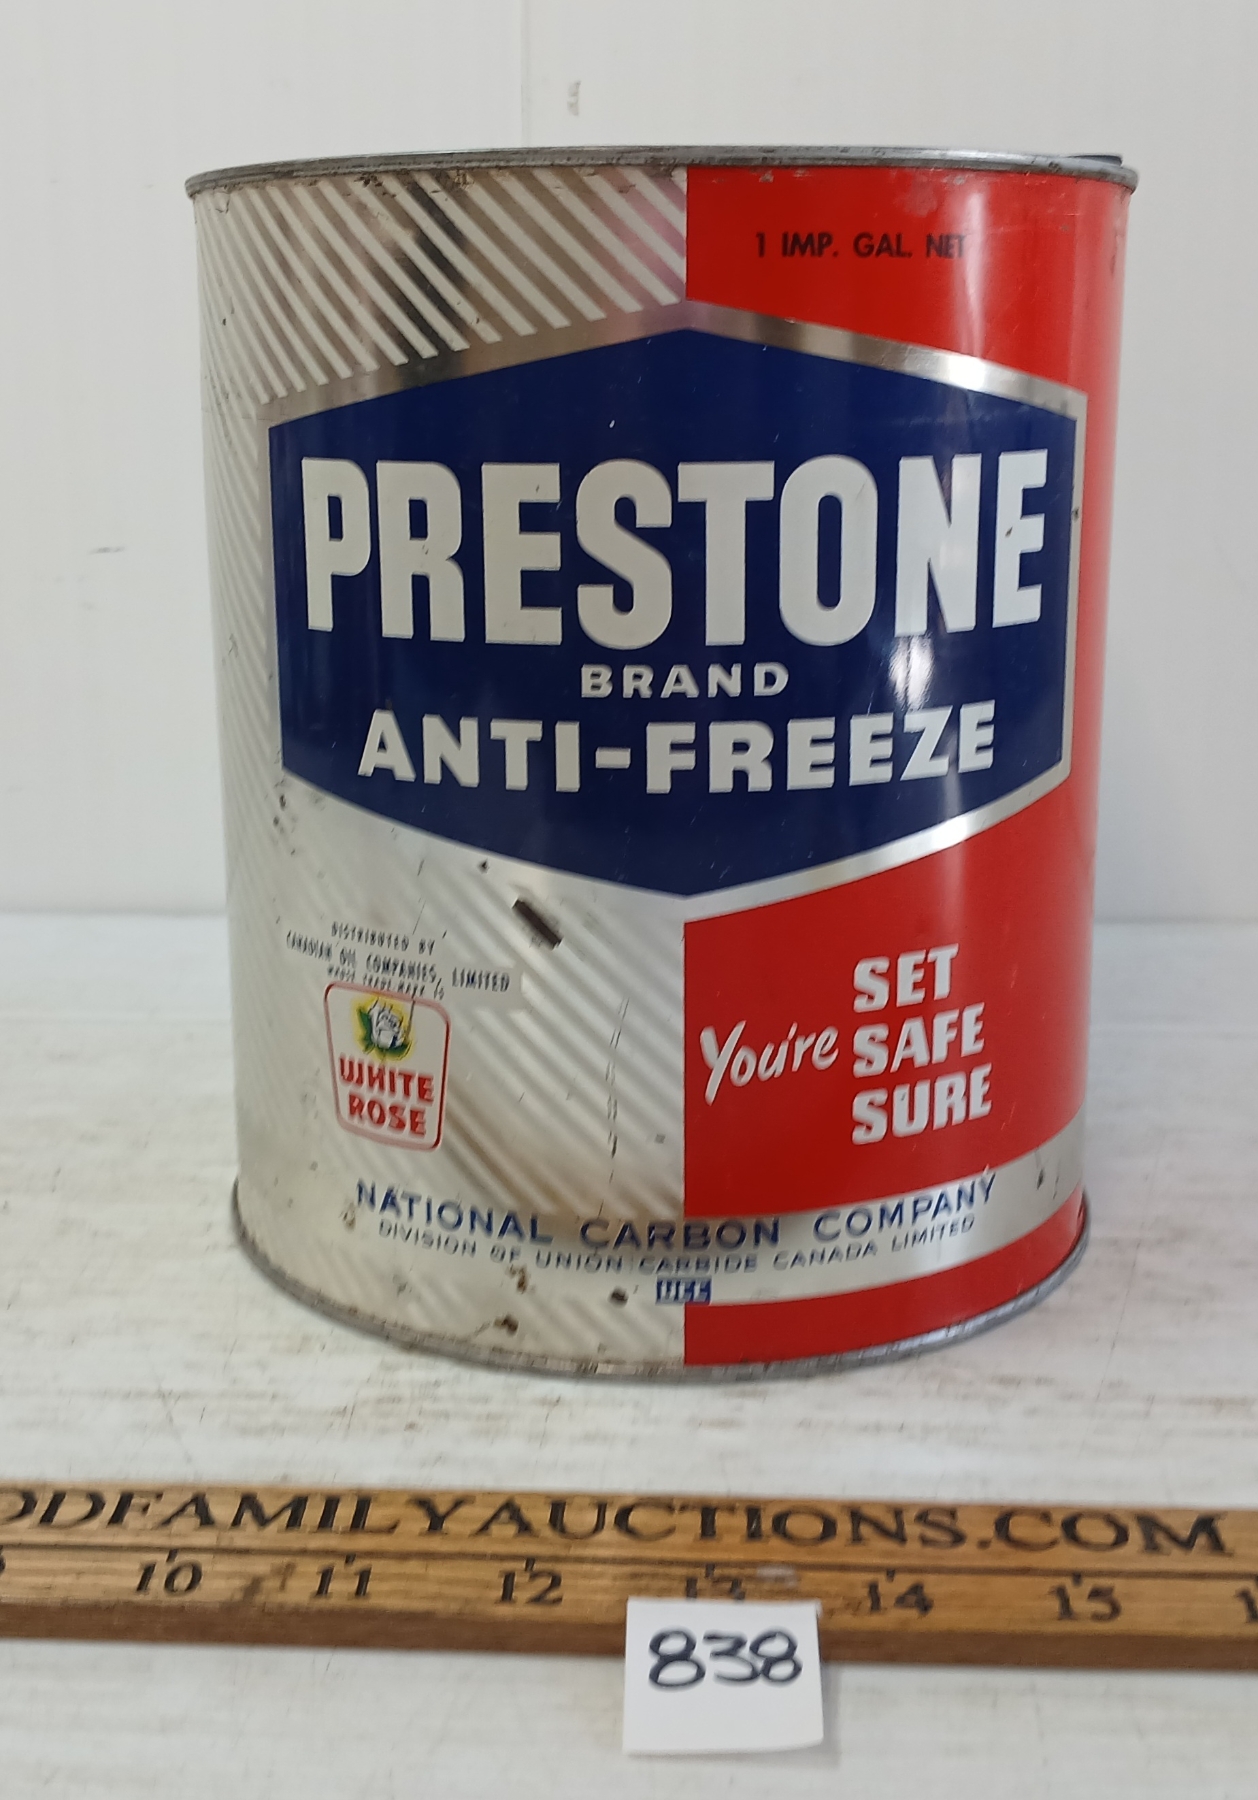 1 IMP. GAL. NET
PRESTONE
BRAND
ANTI-FREEZE
DISTRIBUTED BY
CANADIAN OIL COMPANIES, LIMITED
WHITE
ROSE
You're SET
SAFE
SURE
NATIONAL CARBON COMPANY
DIVISION OF UNION CARBIDE CANADA LIMITED
UCC
ODFAMILYAUCTIONS.COM
10 11 12 13 14 15
838